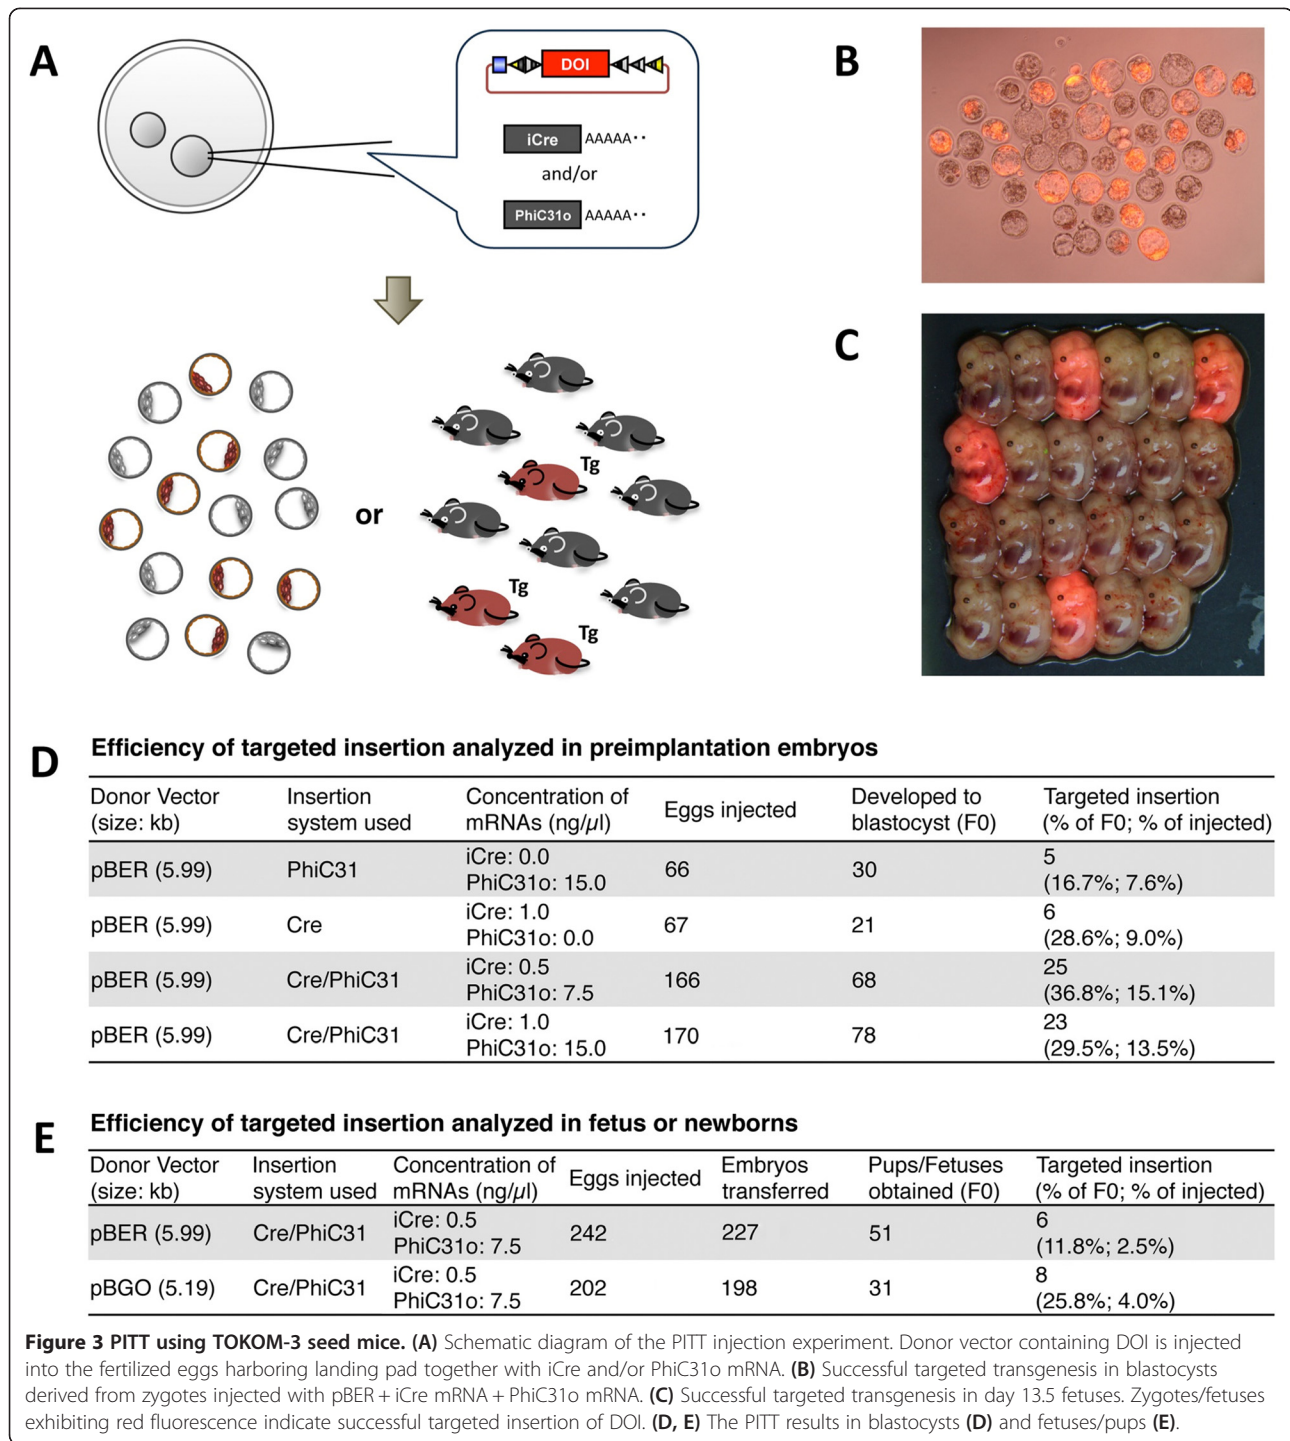 A
DOI
iCre AAAAA··
and/or
PhiC31o AAAAA··
or
Tg
Tg
Tg
B
C
D
Efficiency of targeted insertion analyzed in preimplantation embryos
Donor Vector (size: kb) Insertion system used Concentration of mRNAs (ng/µl) Eggs injected Developed to blastocyst (F0) Targeted insertion (% of F0; % of injected)
pBER (5.99) PhiC31 iCre: 0.0 PhiC31o: 15.0 66 30 5 (16.7%; 7.6%)
pBER (5.99) Cre iCre: 1.0 PhiC31o: 0.0 67 21 6 (28.6%; 9.0%)
pBER (5.99) Cre/PhiC31 iCre: 0.5 PhiC31o: 7.5 166 68 25 (36.8%; 15.1%)
pBER (5.99) Cre/PhiC31 iCre: 1.0 PhiC31o: 15.0 170 78 23 (29.5%; 13.5%)
E
Efficiency of targeted insertion analyzed in fetus or newborns
Donor Vector (size: kb) Insertion system used Concentration of mRNAs (ng/µl) Eggs injected Embryos transferred Pups/Fetuses obtained (F0) Targeted insertion (% of F0; % of injected)
pBER (5.99) Cre/PhiC31 iCre: 0.5 PhiC31o: 7.5 242 227 51 6 (11.8%; 2.5%)
pBGO (5.19) Cre/PhiC31 iCre: 0.5 PhiC31o: 7.5 202 198 31 8 (25.8%; 4.0%)
Figure 3 PITT using TOKOM-3 seed mice. (A) Schematic diagram of the PITT injection experiment. Donor vector containing DOI is injected
into the fertilized eggs harboring landing pad together with iCre and/or PhiC31o mRNA. (B) Successful targeted transgenesis in blastocysts
derived from zygotes injected with pBER + iCre mRNA + PhiC31o mRNA. (C) Successful targeted transgenesis in day 13.5 fetuses. Zygotes/fetuses
exhibiting red fluorescence indicate successful targeted insertion of DOI. (D, E) The PITT results in blastocysts (D) and fetuses/pups (E).